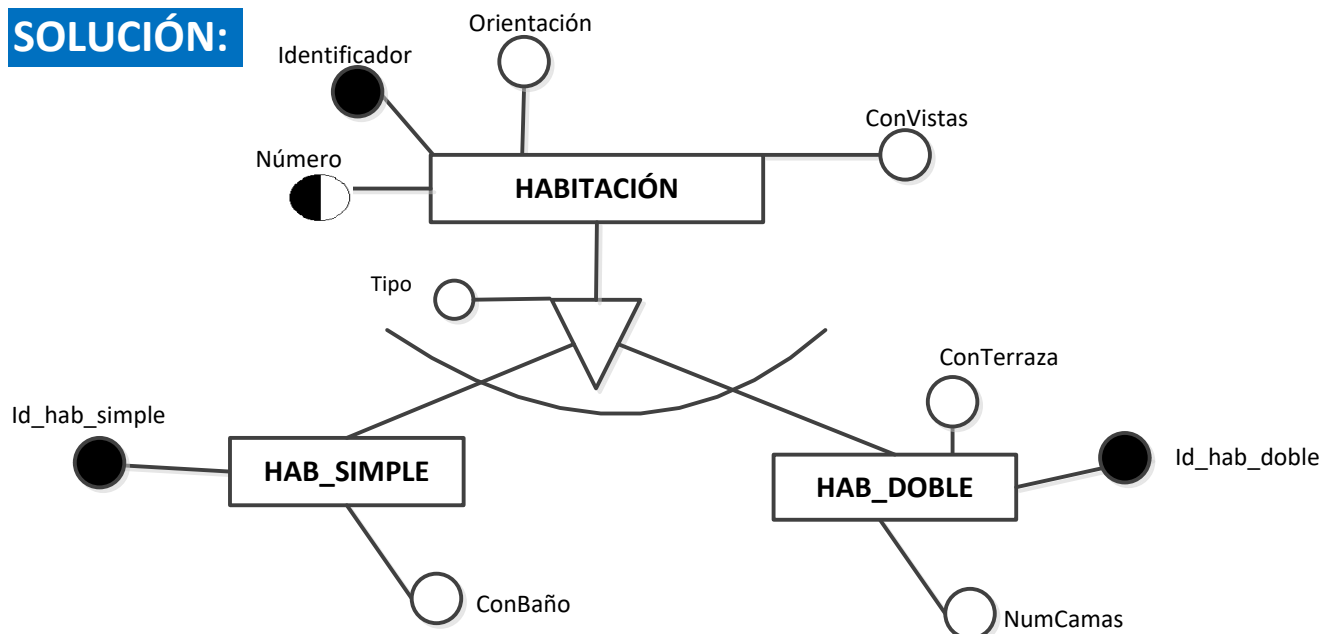 SOLUCIÓN:
Orientación
Identificador
ConVistas
Número
HABITACIÓN
Tipo
ConTerraza
Id_hab_simple
Id_hab_doble
HAB_SIMPLE
HAB_DOBLE
ConBaño
NumCamas